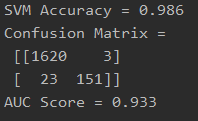 SVM Accuracy = 0.986
Confusion Matrix =
[[1620    3]
[  23  151]]
AUC Score = 0.933